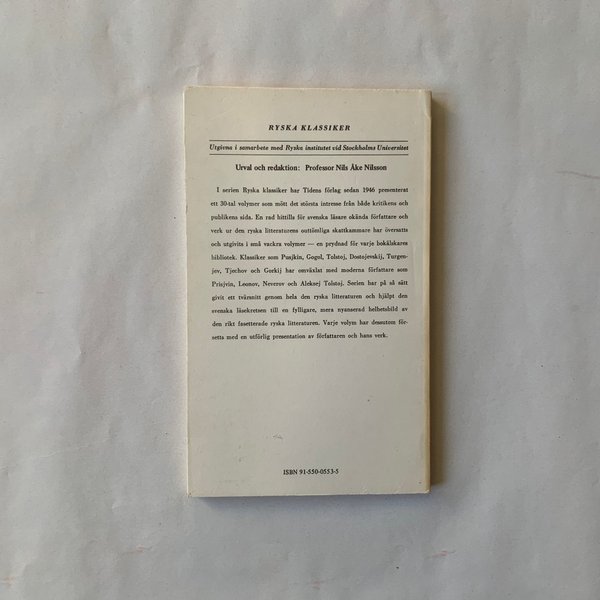 RYSKA KLASSIKER
Utgivna i samarbete med Ryska institutet vid Stockholms Universitet
Urval och redaktion: Professor Nils Åke Nilsson
I serien Ryska klassiker har Tidens förlag sedan 1946 presenterat
ett 30-tal volymer som mött det största intresse från både kritikens och
publikens sida. En rad hittills för svenska läsare okända författare och
verk ur den ryska litteraturens outtömliga skattkammare har översatts
och utgivits i små vackra volymer — en prydnad för varje bokälskares
bibliotek. Klassiker som Pusjkin, Gogol, Tolstoj, Dostojevskij, Turgen-
jev, Tjechov och Gorkij har omväxlat med moderna författare som
Prisjvin, Leonov, Neverov och Aleksej Tolstoj. Serien har på så sätt
givit ett tvärsnitt genom hela den ryska litteraturen och hjälpt den
svenska läsekretsen till en fylligare, mera nyanserad helhetsbild av
den rikt fasetterade ryska litteraturen. Varje volym har dessutom för-
setts med en utförlig presentation av författaren och hans verk.
ISBN 91-550-0553-5